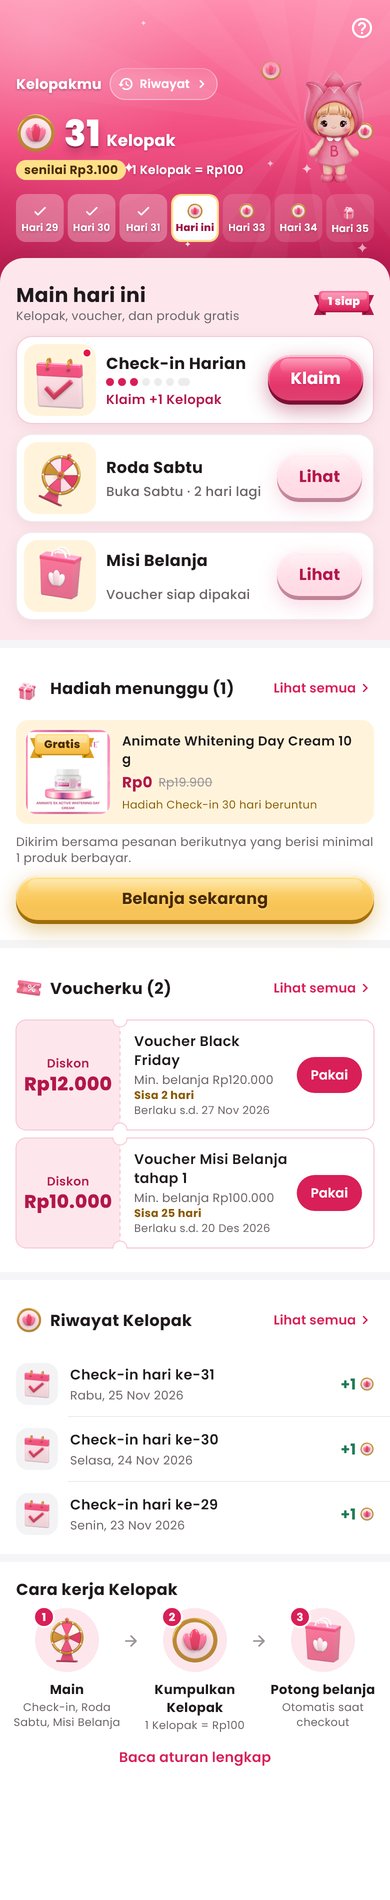 Kelopakmu
Riwayat
31 Kelopak
senilai Rp3.100
1 Kelopak = Rp100
Hari 29
Hari 30
Hari 31
Hari ini
Hari 33
Hari 34
Hari 35
B
Main hari ini
Kelopak, voucher, dan produk gratis
1 siap
Check-in Harian
Klaim +1 Kelopak
Klaim
Roda Sabtu
Buka Sabtu · 2 hari lagi
Lihat
Misi Belanja
Voucher siap dipakai
Lihat
Hadiah menunggu (1)
Lihat semua
Gratis
ANIMATE 5X ACTIVE WHITENING DAY
CREAM
Animate Whitening Day Cream 10
g
Rp0 Rp19.900
Hadiah Check-in 30 hari beruntun
Dikirim bersama pesanan berikutnya yang berisi minimal
1 produk berbayar.
Belanja sekarang
Voucherku (2)
Lihat semua
Diskon
Rp12.000
Voucher Black
Friday
Min. belanja Rp120.000
Sisa 2 hari
Berlaku s.d. 27 Nov 2026
Pakai
Diskon
Rp10.000
Voucher Misi Belanja
tahap 1
Min. belanja Rp100.000
Sisa 25 hari
Berlaku s.d. 20 Des 2026
Pakai
Riwayat Kelopak
Lihat semua
Check-in hari ke-31
Rabu, 25 Nov 2026
+1
Check-in hari ke-30
Selasa, 24 Nov 2026
+1
Check-in hari ke-29
Senin, 23 Nov 2026
+1
Cara kerja Kelopak
1
Main
Check-in, Roda
Sabtu, Misi Belanja
2
Kumpulkan
Kelopak
1 Kelopak = Rp100
3
Potong belanja
Otomatis saat
checkout
Baca aturan lengkap